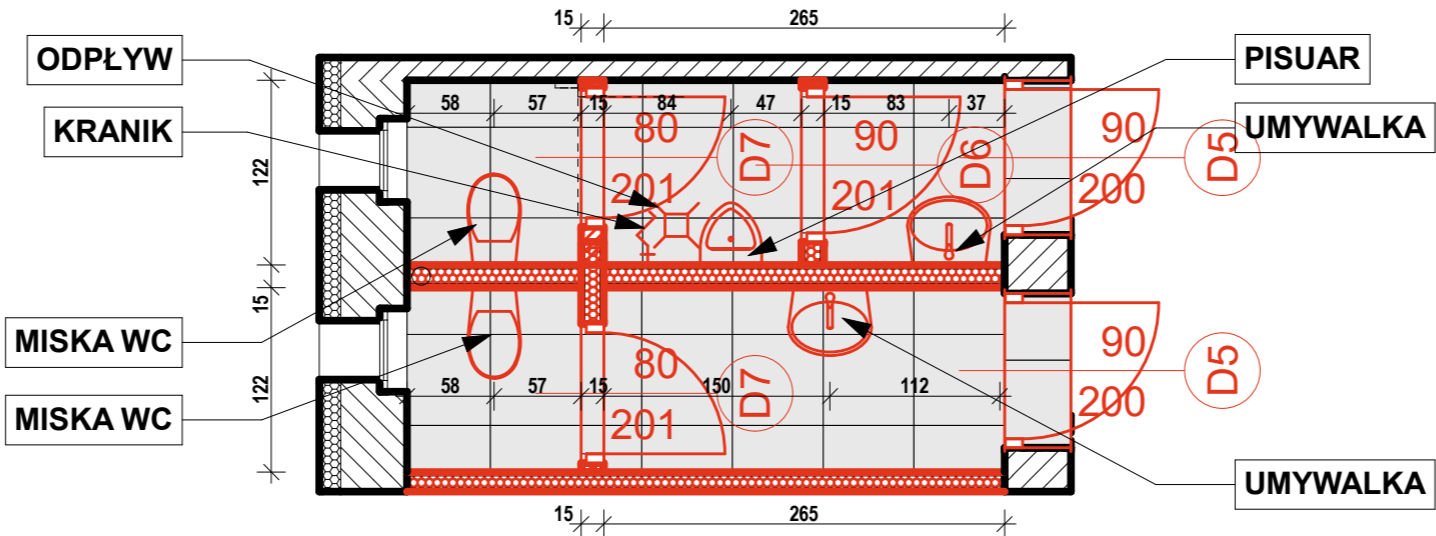 15 265
ODPŁYW
PISUAR
KRANIK
UMYWALKA
58 57 15 84 47 15 83 37
80 D7 90 D6 90 D5
201 201 200
122
15
122
MISKA WC
MISKA WC
80 D7 90 D5
58 57 15 150 112
201 200
UMYWALKA
15 265